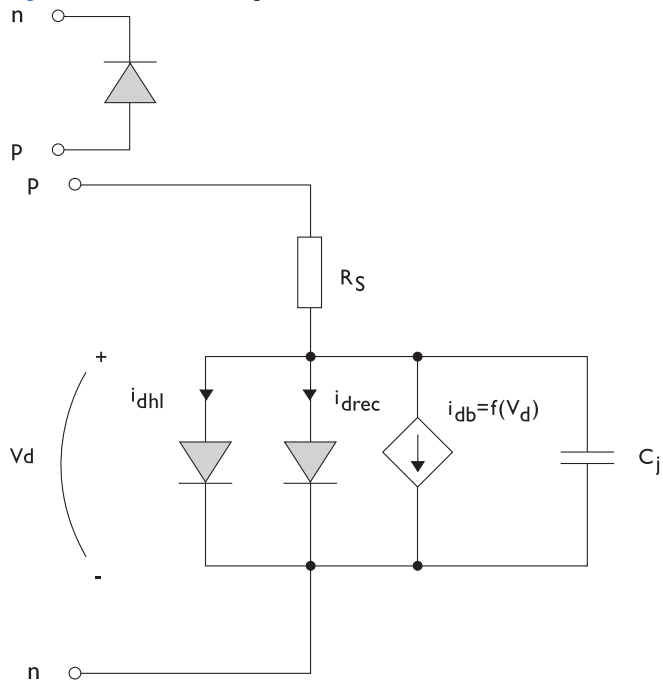 n
p
p
R_S
+
i_dhl
i_drec
i_db=f(V_d)
Vd
C_j
-
n